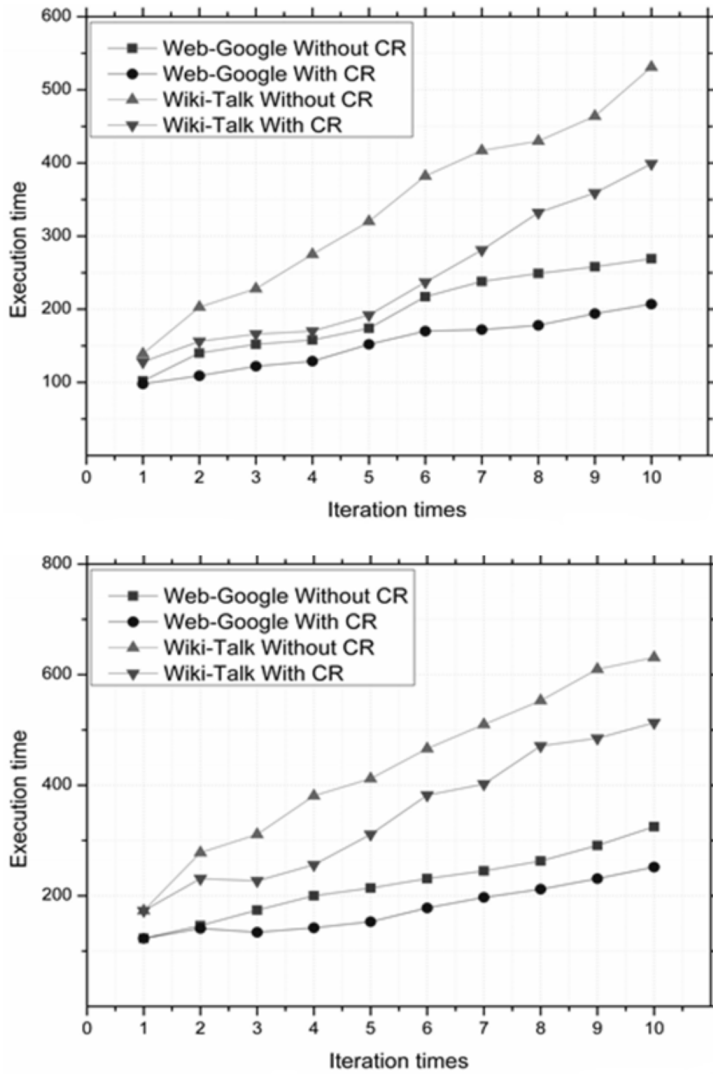 600
500
400
300
200
100
Execution time
Web-Google Without CR
Web-Google With CR
Wiki-Talk Without CR
Wiki-Talk With CR
0 1 2 3 4 5 6 7 8 9 10
Iteration times
800
600
400
200
Execution time
Web-Google Without CR
Web-Google With CR
Wiki-Talk Without CR
Wiki-Talk With CR
0 1 2 3 4 5 6 7 8 9 10
Iteration times